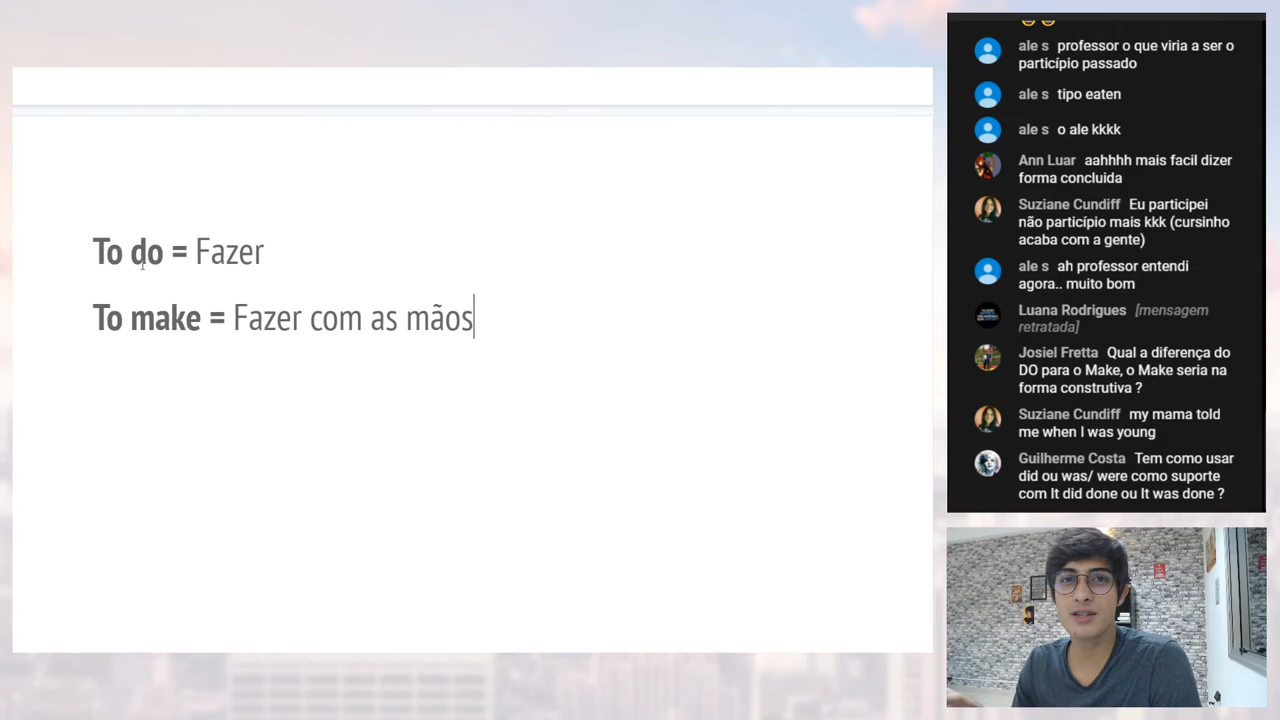 To do = Fazer
To make = Fazer com as mãos
ale s professor o que viria a ser o
particípio passado
ale s tipo eaten
ale s o ale kkkk
Ann Luar aahhhh mais facil dizer
forma concluida
Suziane Cundiff Eu participei
não particípio mais kkk (cursinho
acaba com a gente)
ale s ah professor entendi
agora.. muito bom
Luana Rodrigues [mensagem
retratada]
Josiel Fretta Qual a diferença do
DO para o Make, o Make seria na
forma construtiva ?
Suziane Cundiff my mama told
me when I was young
Guilherme Costa Tem como usar
did ou was/ were como suporte
com It did done ou It was done ?